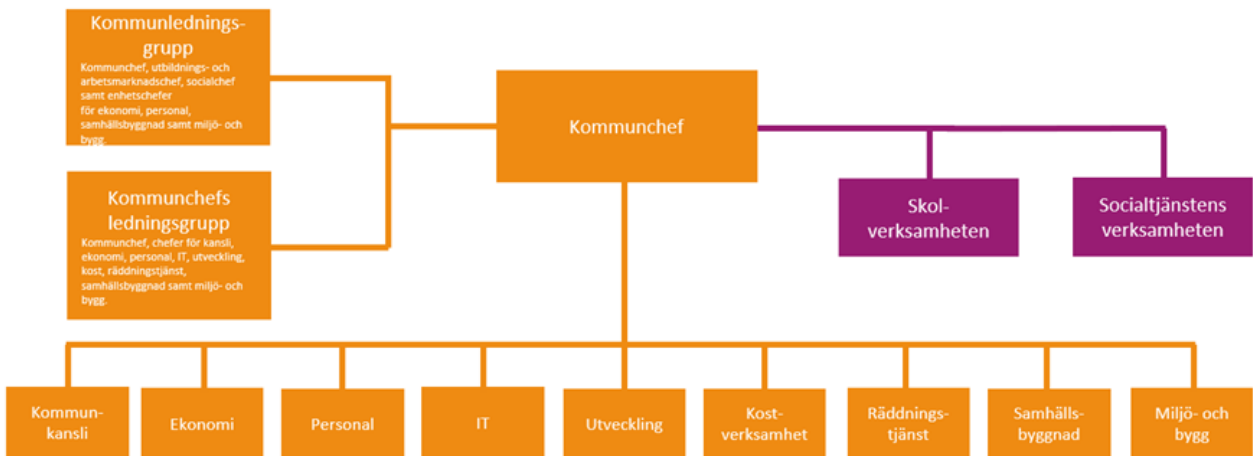 Kommunlednings-
grupp
Kommunchef, utbildnings- och
arbetsmarknadschef, socialchef
samt enhetschefer
för ekonomi, personal,
samhällsbyggnad samt miljö- och
bygg.
Kommunchefs
ledningsgrupp
Kommunchef, chefer för kansli,
ekonomi, personal, IT, utveckling,
kost, räddningstjänst,
samhällsbyggnad samt miljö- och
bygg.
Kommunchef
Skol-
verksamheten
Socialtjänstens
verksamheten
Kommun-
kansli
Ekonomi
Personal
IT
Utveckling
Kost-
verksamhet
Räddnings-
tjänst
Samhälls-
byggnad
Miljö- och
bygg